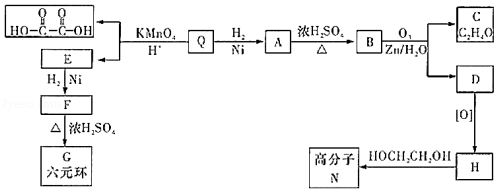 O O
HO—C—C—OH
E
H₂ Ni
F
△ 浓H₂SO₄
G
六元环
KMnO₄
H⁺
Q
H₂
Ni
A
浓H₂SO₄
△
B
O₃
Zn/H₂O
C
C₂H₄O
D
[O]
H
HOCH₂CH₂OH
高分子
N